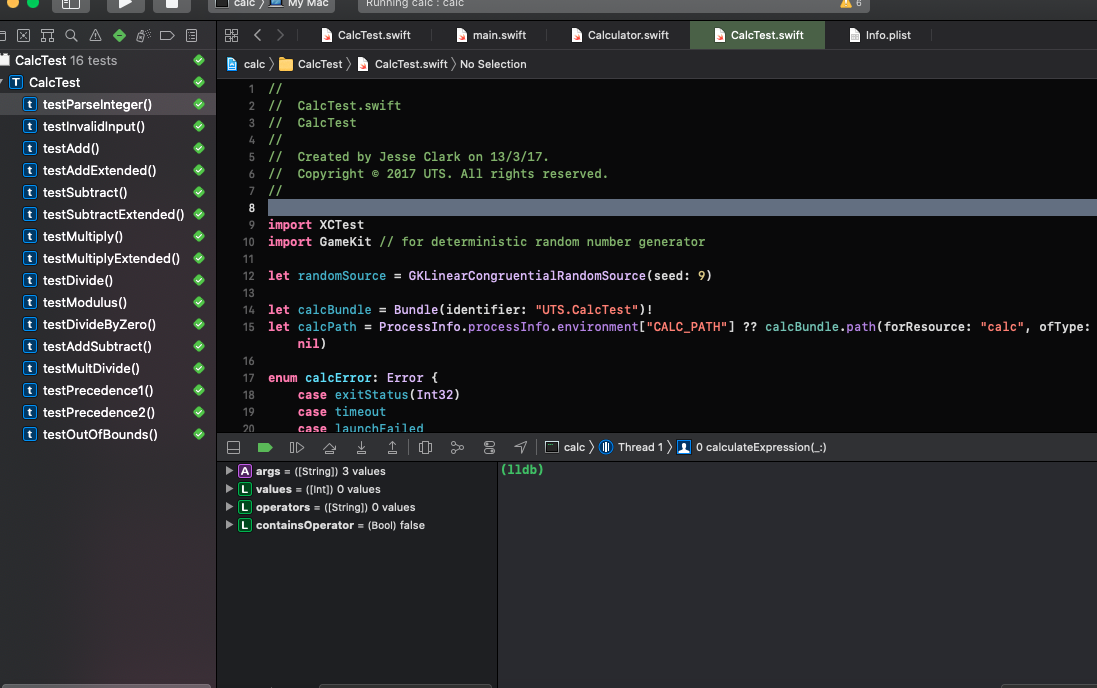 calc 〉 My Mac
Running calc : calc
6
CalcTest.swift
main.swift
Calculator.swift
CalcTest.swift
Info.plist
calc 〉 CalcTest 〉 CalcTest.swift 〉 No Selection
CalcTest 16 tests
T CalcTest
t testParseInteger()
t testInvalidInput()
t testAdd()
t testAddExtended()
t testSubtract()
t testSubtractExtended()
t testMultiply()
t testMultiplyExtended()
t testDivide()
t testModulus()
t testDivideByZero()
t testAddSubtract()
t testMultDivide()
t testPrecedence1()
t testPrecedence2()
t testOutOfBounds()
1 //
2 //  CalcTest.swift
3 //  CalcTest
4 //
5 //  Created by Jesse Clark on 13/3/17.
6 //  Copyright © 2017 UTS. All rights reserved.
7 //
8
9 import XCTest
10 import GameKit // for deterministic random number generator
11
12 let randomSource = GKLinearCongruentialRandomSource(seed: 9)
13
14 let calcBundle = Bundle(identifier: "UTS.CalcTest")!
15 let calcPath = ProcessInfo.processInfo.environment["CALC_PATH"] ?? calcBundle.path(forResource: "calc", ofType:
nil)
16
17 enum calcError: Error {
18     case exitStatus(Int32)
19     case timeout
20     case launchFailed
calc 〉 Thread 1 〉 0 calculateExpression(_:)
A args = ([String]) 3 values
L values = ([Int]) 0 values
L operators = ([String]) 0 values
L containsOperator = (Bool) false
(lldb)